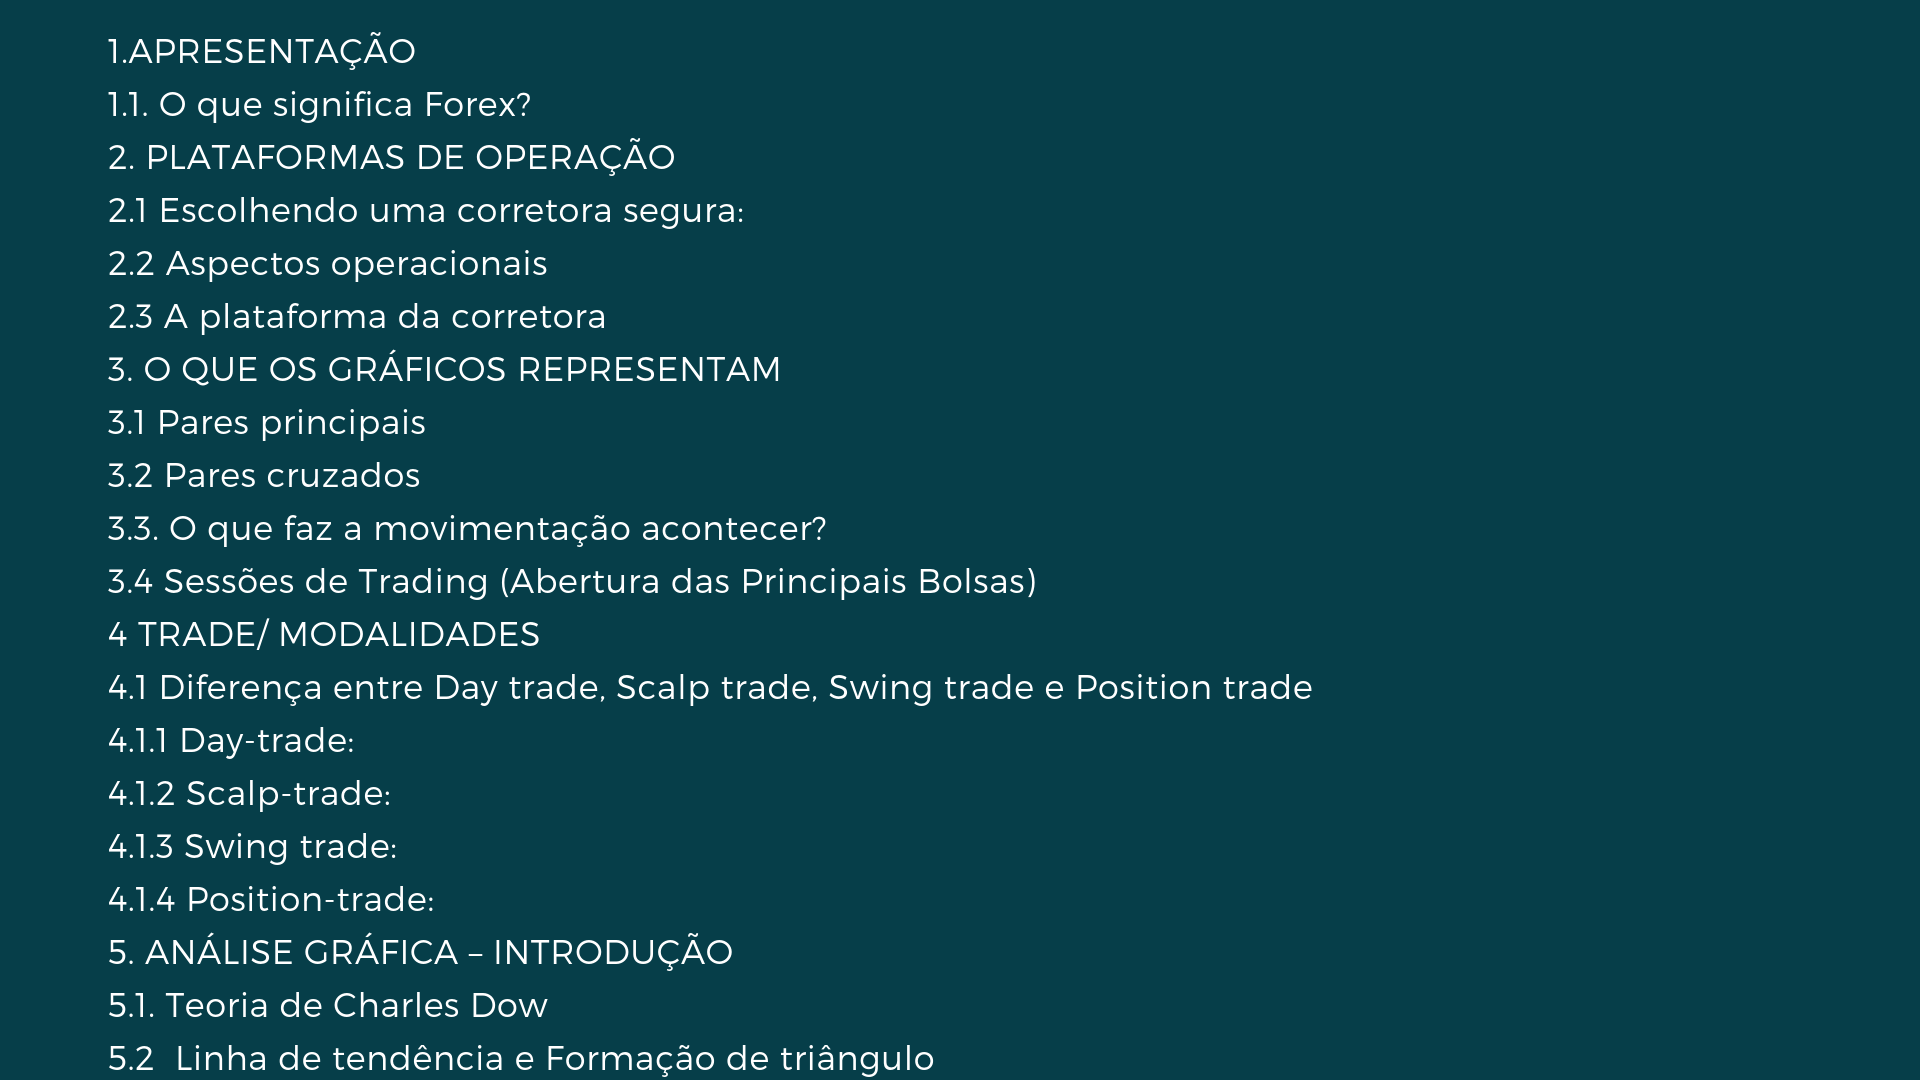 1.APRESENTAÇÃO
1.1. O que significa Forex?
2. PLATAFORMAS DE OPERAÇÃO
2.1 Escolhendo uma corretora segura:
2.2 Aspectos operacionais
2.3 A plataforma da corretora
3. O QUE OS GRÁFICOS REPRESENTAM
3.1 Pares principais
3.2 Pares cruzados
3.3. O que faz a movimentação acontecer?
3.4 Sessões de Trading (Abertura das Principais Bolsas)
4 TRADE/ MODALIDADES
4.1 Diferença entre Day trade, Scalp trade, Swing trade e Position trade
4.1.1 Day-trade:
4.1.2 Scalp-trade:
4.1.3 Swing trade:
4.1.4 Position-trade:
5. ANÁLISE GRÁFICA – INTRODUÇÃO
5.1. Teoria de Charles Dow
5.2  Linha de tendência e Formação de triângulo